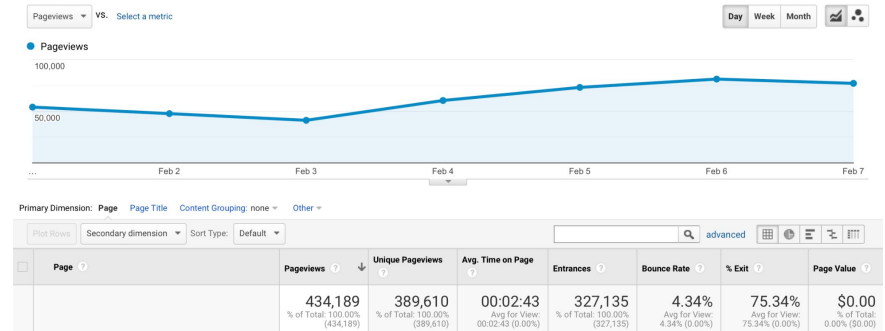 Pageviews VS. Select a metric Day Week Month
Pageviews
100,000
50,000
... Feb 2 Feb 3 Feb 4 Feb 5 Feb 6 Feb 7
Primary Dimension: Page Page Title Content Grouping: none Other
Plot Rows Secondary dimension Sort Type: Default advanced
Page ? Pageviews ? Unique Pageviews ? Avg. Time on Page ? Entrances ? Bounce Rate ? % Exit ? Page Value ?
434,189 389,610 00:02:43 327,135 4.34% 75.34% $0.00
% of Total: 100.00% % of Total: 100.00% Avg for View: % of Total: 100.00% Avg for View: Avg for View: % of Total:
(434,189) (389,610) 00:02:43 (0.00%) (327,135) 4.34% (0.00%) 75.34% (0.00%) 0.00% ($0.00)